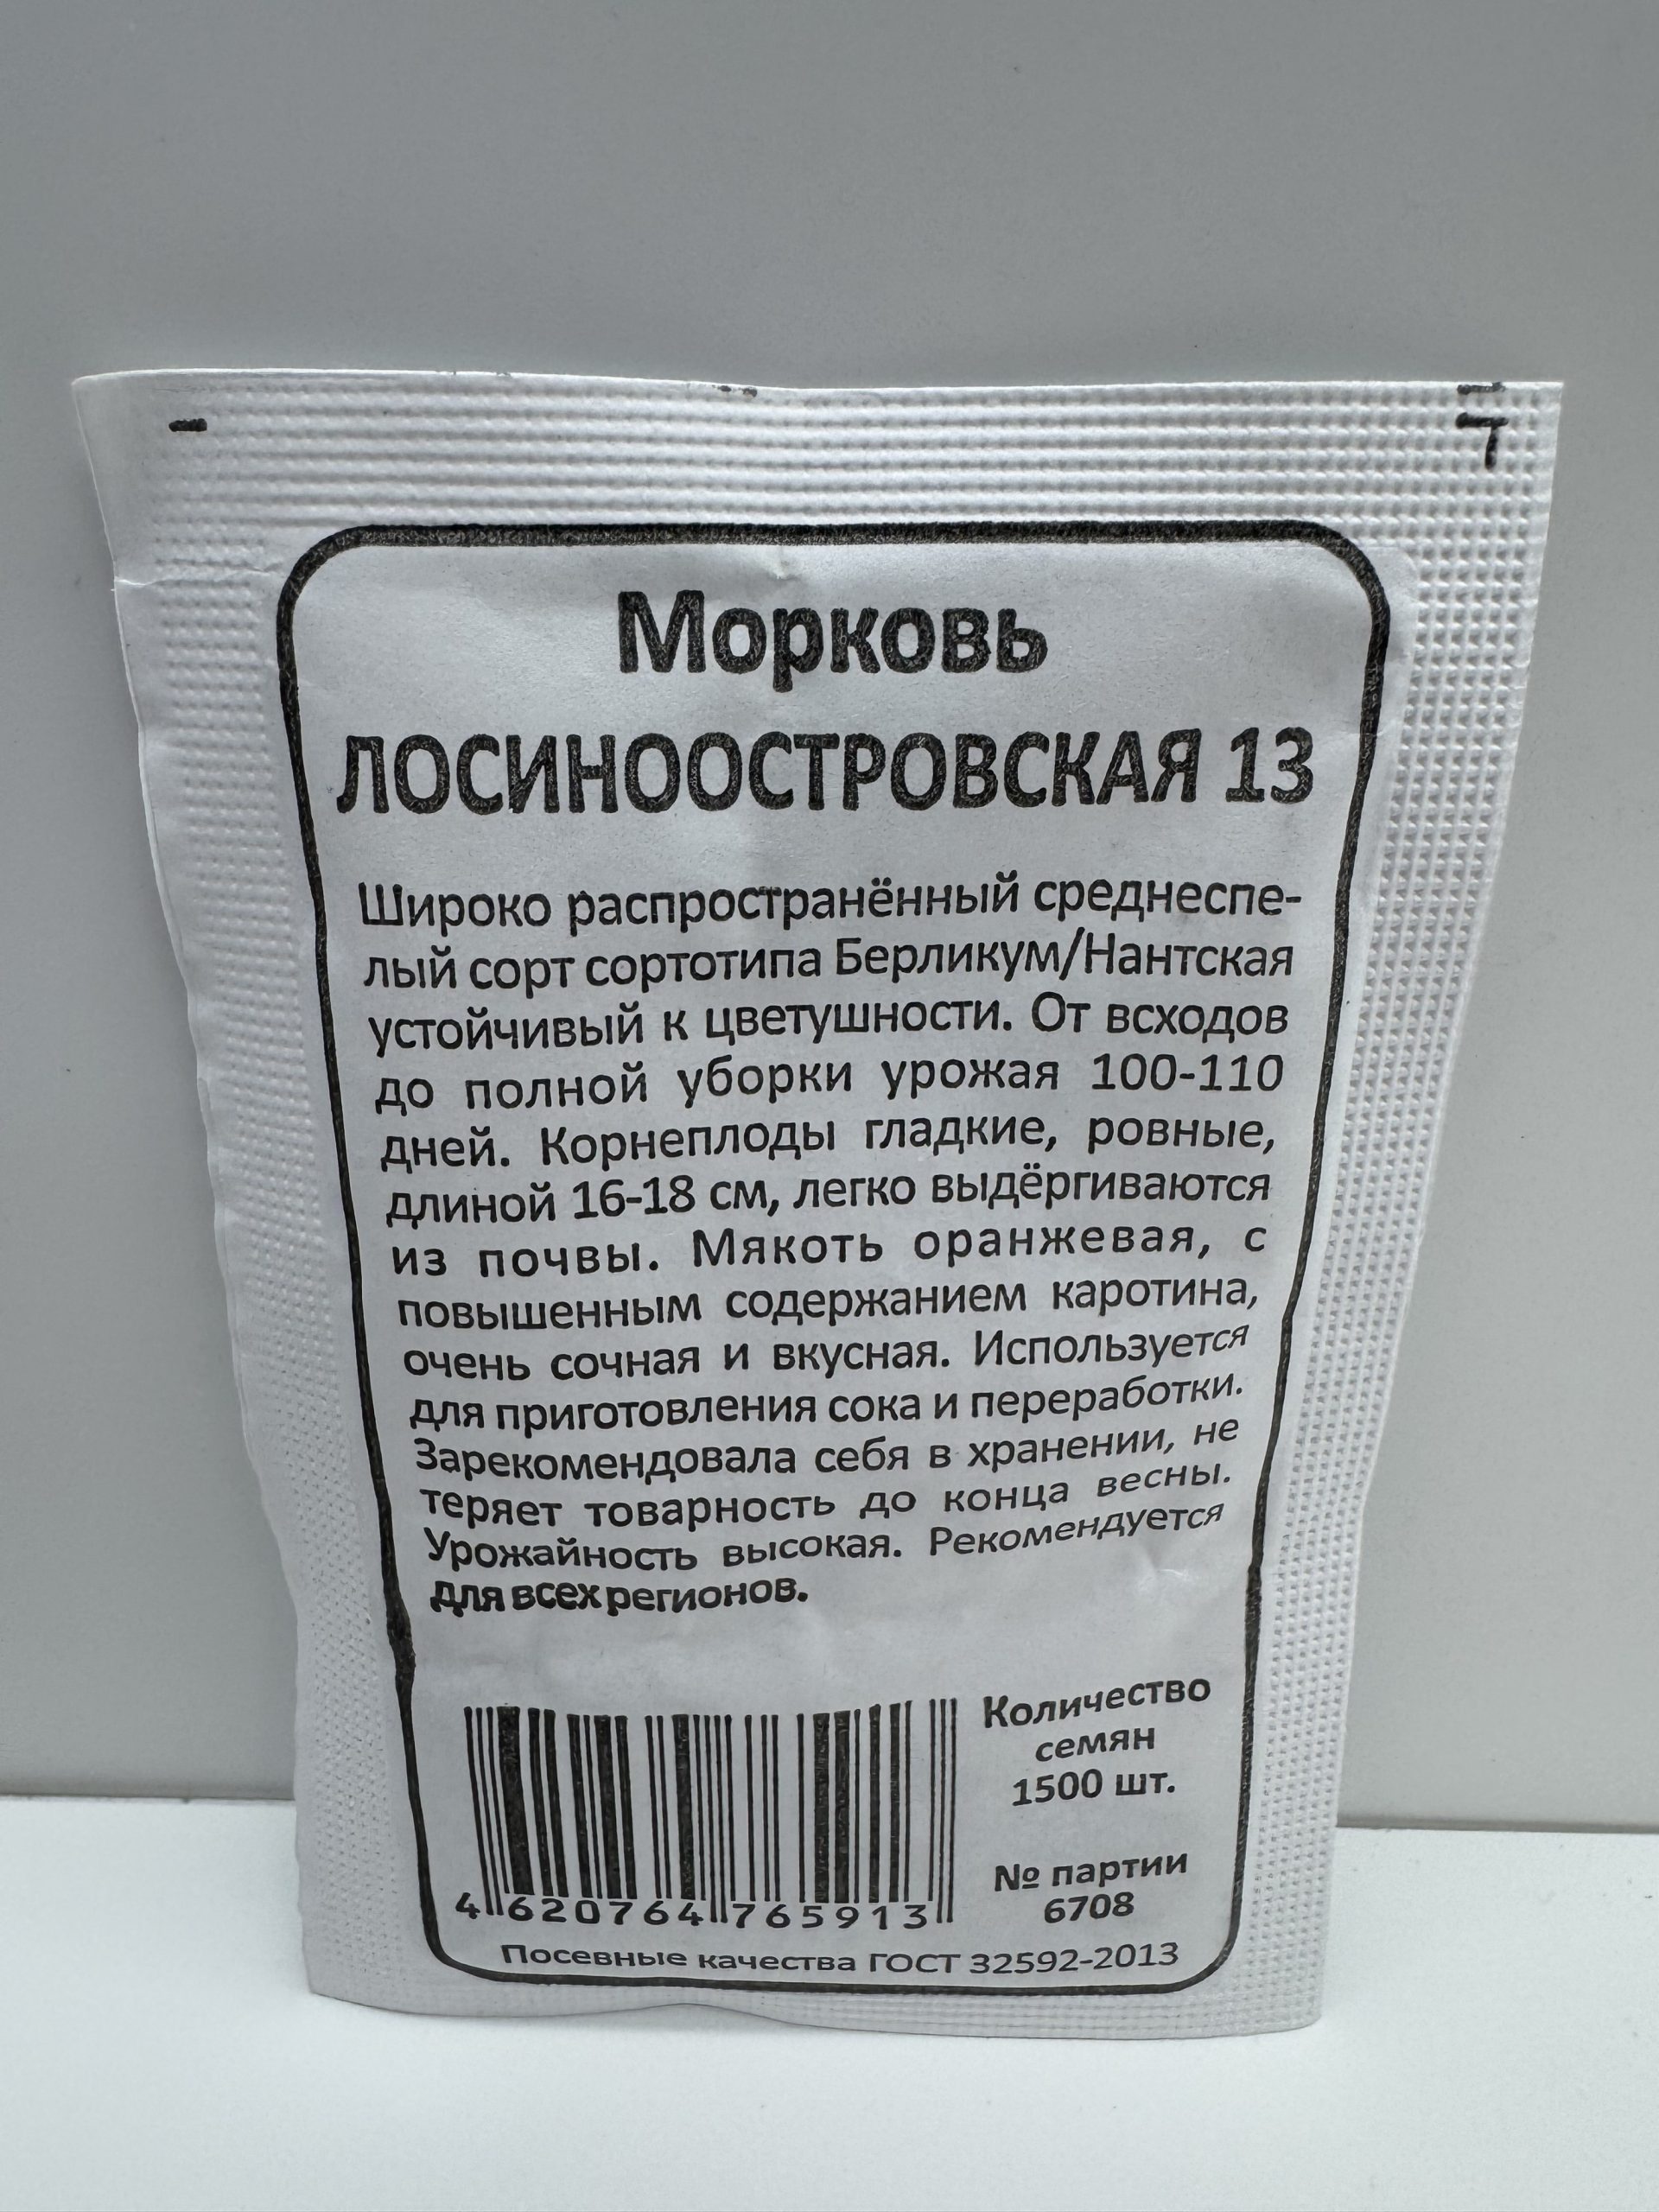 Морковь
ЛОСИНООСТРОВСКАЯ 13
Широко распространённый среднеспе-
лый сорт сортотипа Берликум/Нантская
устойчивый к цветушности. От всходов
до полной уборки урожая 100-110
дней. Корнеплоды гладкие, ровные,
длиной 16-18 см, легко выдёргиваются
из почвы. Мякоть оранжевая, с
повышенным содержанием каротина,
очень сочная и вкусная. Используется
для приготовления сока и переработки.
Зарекомендовала себя в хранении, не
теряет товарность до конца весны.
Урожайность высокая. Рекомендуется
для всех регионов.
Количество
семян
1500 шт.
№ партии
6708
4 620764 765913
Посевные качества ГОСТ 32592-2013